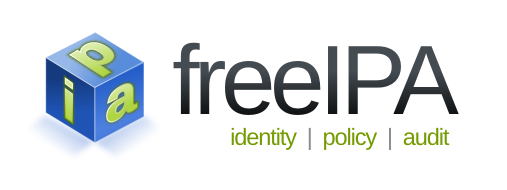 p
i a
freeIPA
identity | policy | audit